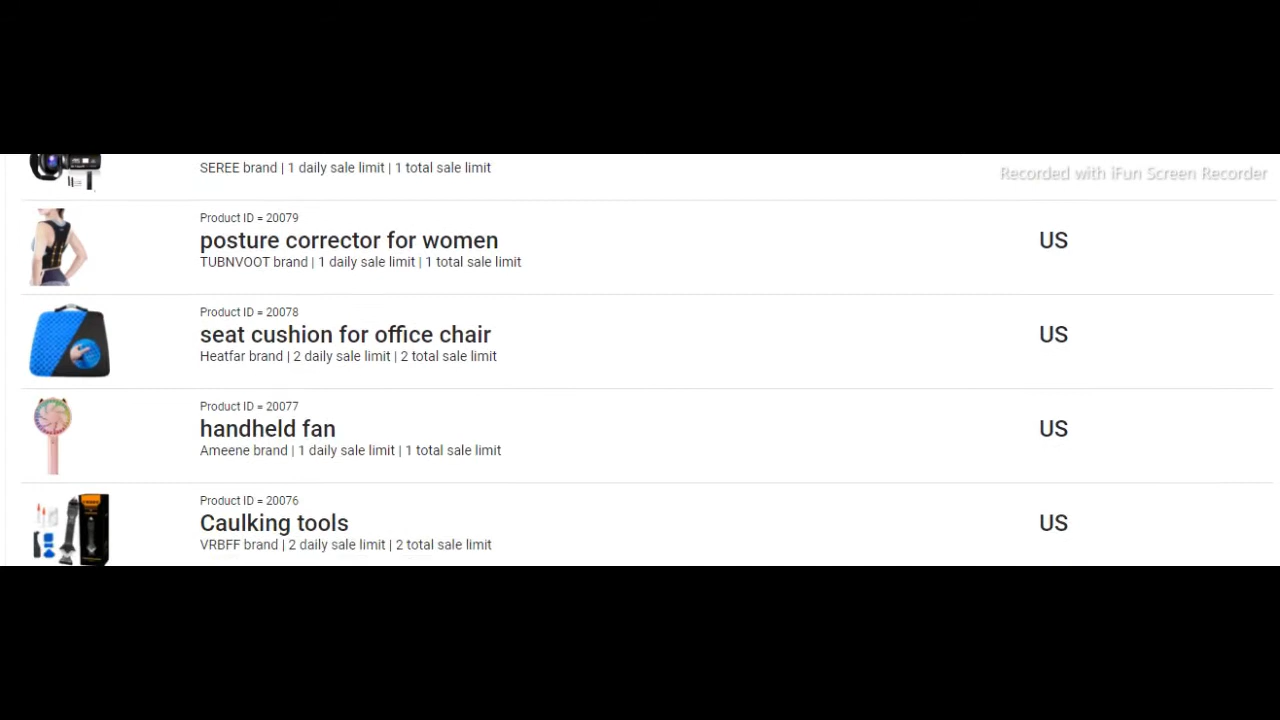 SEREE brand | 1 daily sale limit | 1 total sale limit
Recorded with iFun Screen Recorder
Product ID = 20079
posture corrector for women
US
TUBNVOOT brand | 1 daily sale limit | 1 total sale limit
Product ID = 20078
seat cushion for office chair
US
Heatfar brand | 2 daily sale limit | 2 total sale limit
Product ID = 20077
handheld fan
US
Ameene brand | 1 daily sale limit | 1 total sale limit
Product ID = 20076
Caulking tools
US
VRBFF brand | 2 daily sale limit | 2 total sale limit